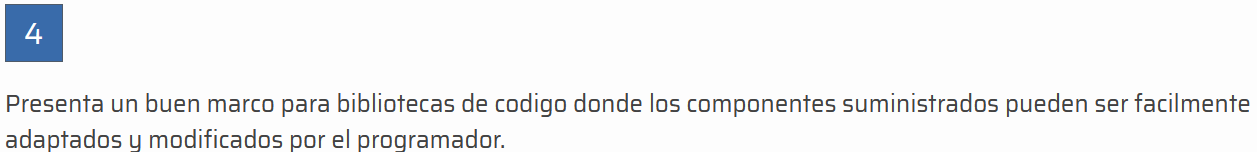 4
Presenta un buen marco para bibliotecas de codigo donde los componentes suministrados pueden ser facilmente
adaptados y modificados por el programador.